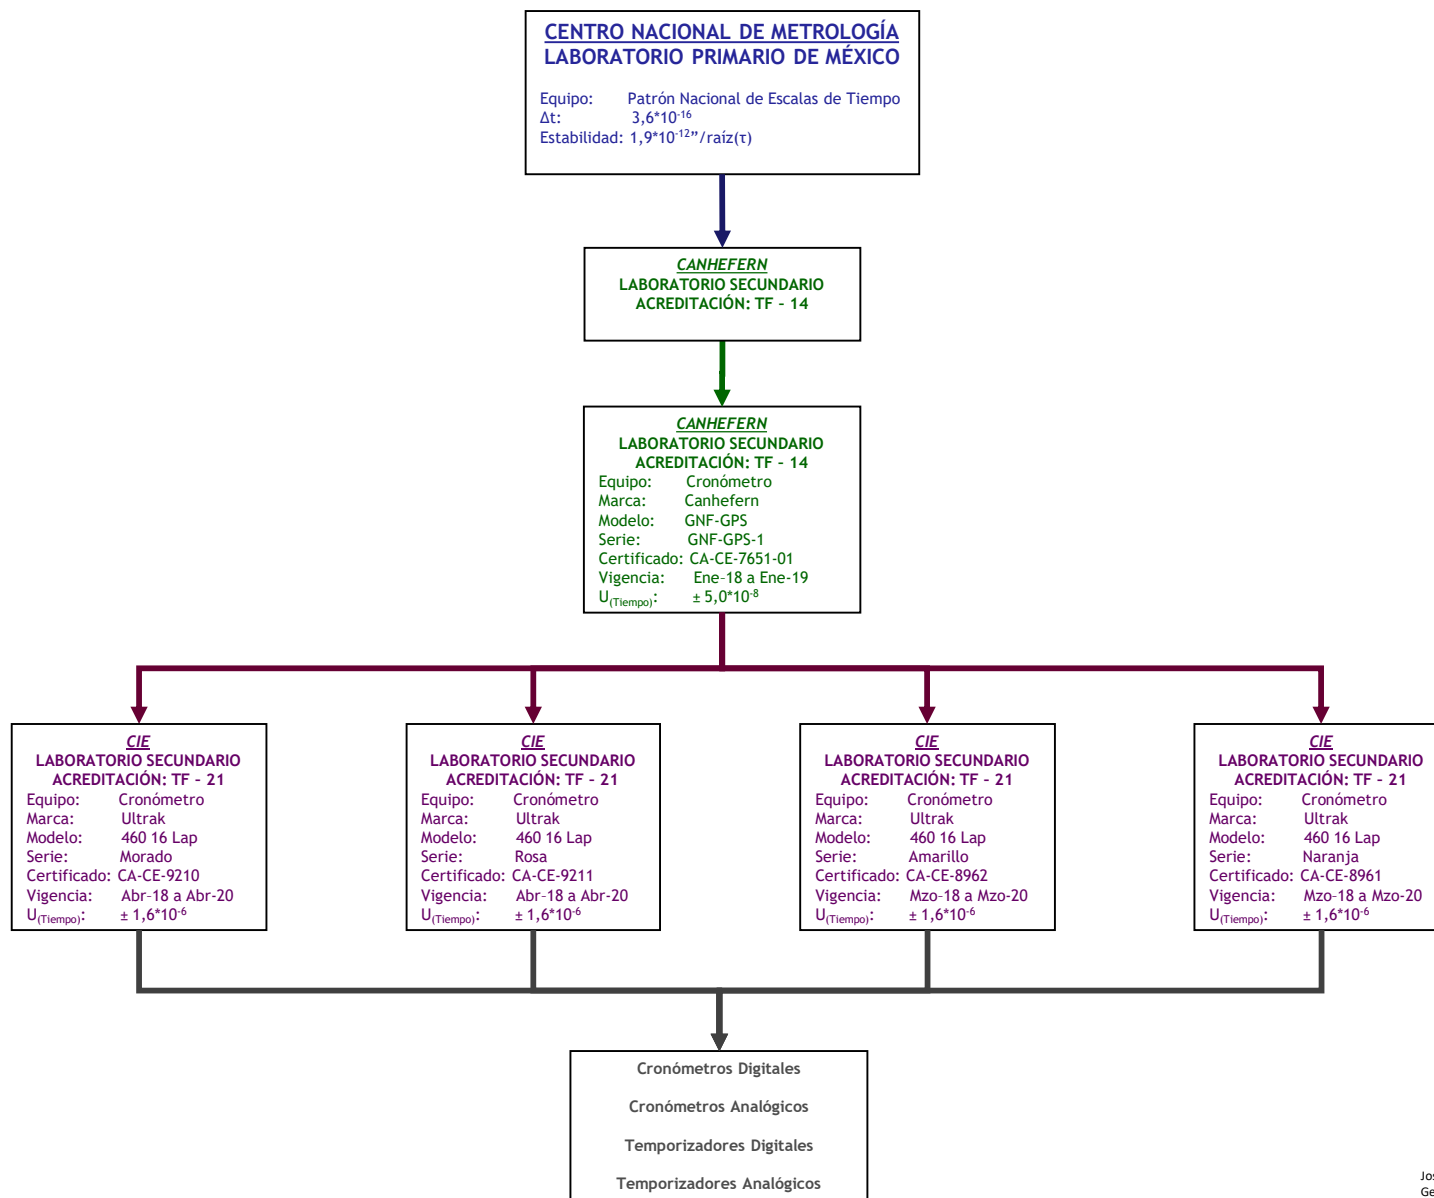 CENTRO NACIONAL DE METROLOGÍA
LABORATORIO PRIMARIO DE MÉXICO
Equipo: Patrón Nacional de Escalas de Tiempo
Δt: 3,6*10⁻¹⁶
Estabilidad: 1,9*10⁻¹²”/raíz(τ)
CANHEFERN
LABORATORIO SECUNDARIO
ACREDITACIÓN: TF – 14
CANHEFERN
LABORATORIO SECUNDARIO
ACREDITACIÓN: TF – 14
Equipo: Cronómetro
Marca: Canhefern
Modelo: GNF-GPS
Serie: GNF-GPS-1
Certificado: CA-CE-7651-01
Vigencia: Ene-18 a Ene-19
U(Tiempo): ± 5,0*10⁻⁸
CIE
LABORATORIO SECUNDARIO
ACREDITACIÓN: TF – 21
Equipo: Cronómetro
Marca: Ultrak
Modelo: 460 16 Lap
Serie: Morado
Certificado: CA-CE-9210
Vigencia: Abr-18 a Abr-20
U(Tiempo): ± 1,6*10⁻⁶
CIE
LABORATORIO SECUNDARIO
ACREDITACIÓN: TF – 21
Equipo: Cronómetro
Marca: Ultrak
Modelo: 460 16 Lap
Serie: Rosa
Certificado: CA-CE-9211
Vigencia: Abr-18 a Abr-20
U(Tiempo): ± 1,6*10⁻⁶
CIE
LABORATORIO SECUNDARIO
ACREDITACIÓN: TF – 21
Equipo: Cronómetro
Marca: Ultrak
Modelo: 460 16 Lap
Serie: Amarillo
Certificado: CA-CE-8962
Vigencia: Mzo-18 a Mzo-20
U(Tiempo): ± 1,6*10⁻⁶
CIE
LABORATORIO SECUNDARIO
ACREDITACIÓN: TF – 21
Equipo: Cronómetro
Marca: Ultrak
Modelo: 460 16 Lap
Serie: Naranja
Certificado: CA-CE-8961
Vigencia: Mzo-18 a Mzo-20
U(Tiempo): ± 1,6*10⁻⁶
Cronómetros Digitales
Cronómetros Analógicos
Temporizadores Digitales
Temporizadores Analógicos